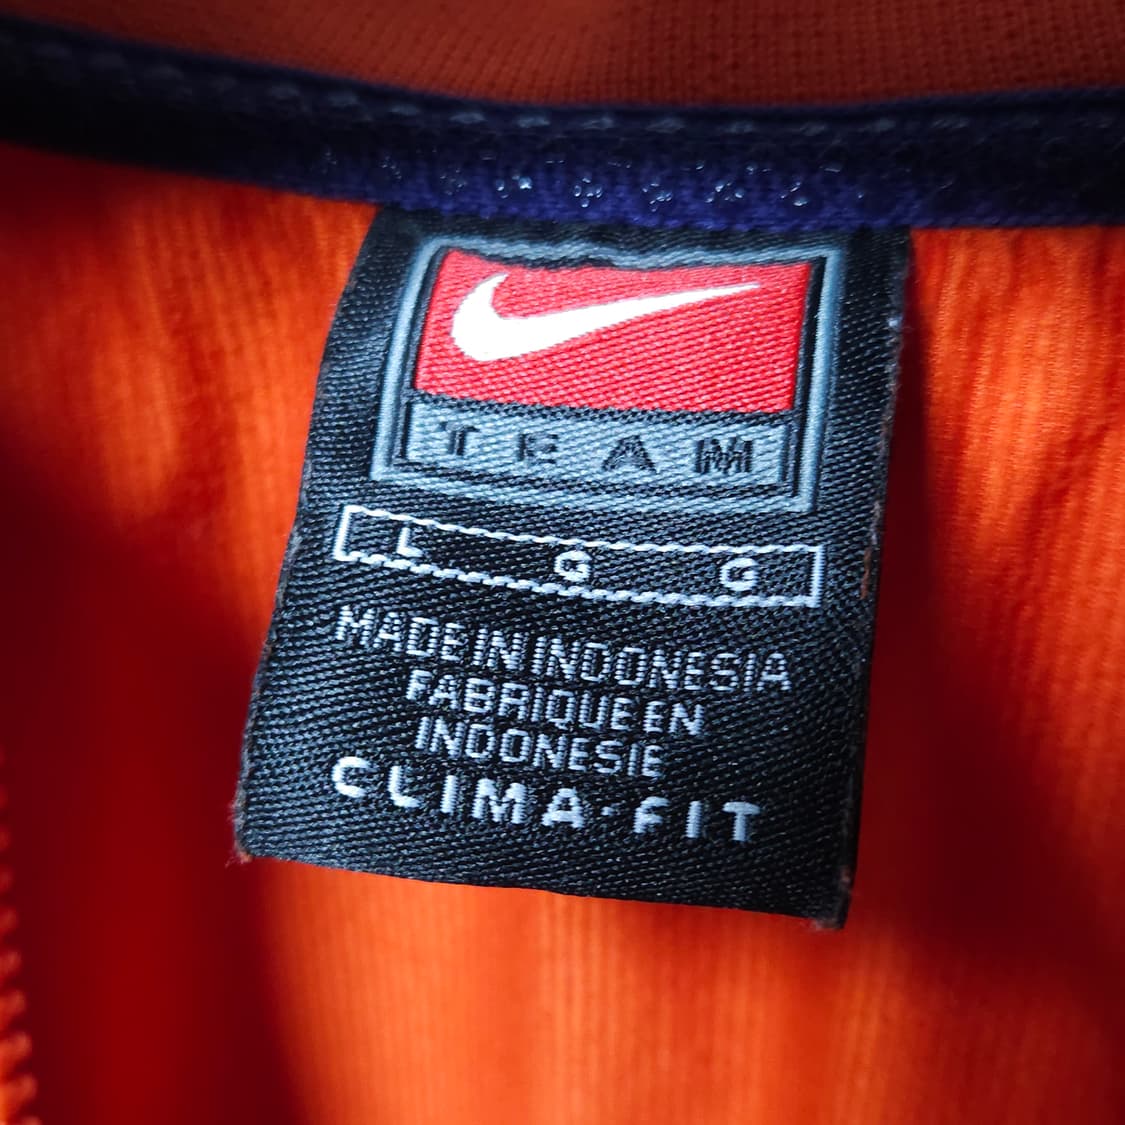 TEAM
L G G
MADE IN INDONESIA
FABRIQUE EN
INDONESIE
CLIMA·FIT